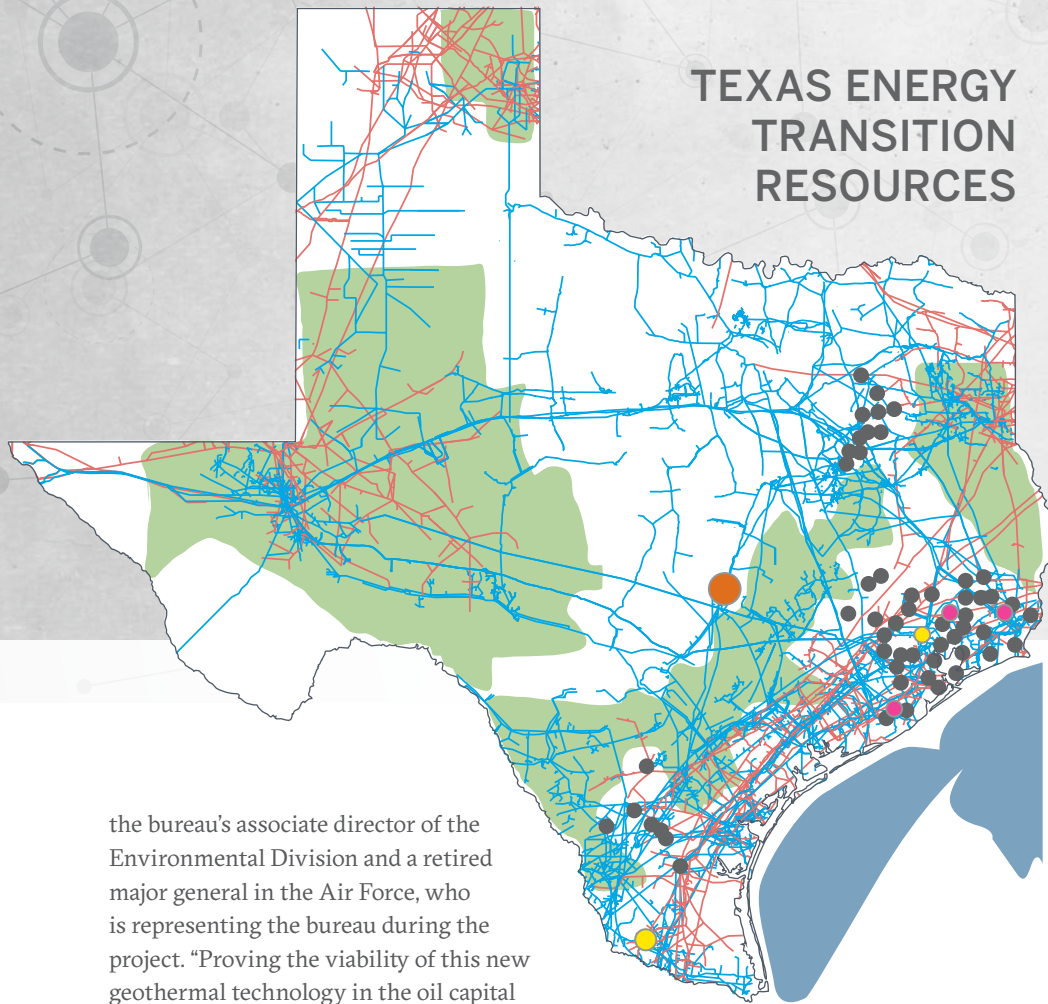 TEXAS ENERGY
TRANSITION
RESOURCES
the bureau’s associate director of the
Environmental Division and a retired
major general in the Air Force, who
is representing the bureau during the
project. “Proving the viability of this new
geothermal technology in the oil capital